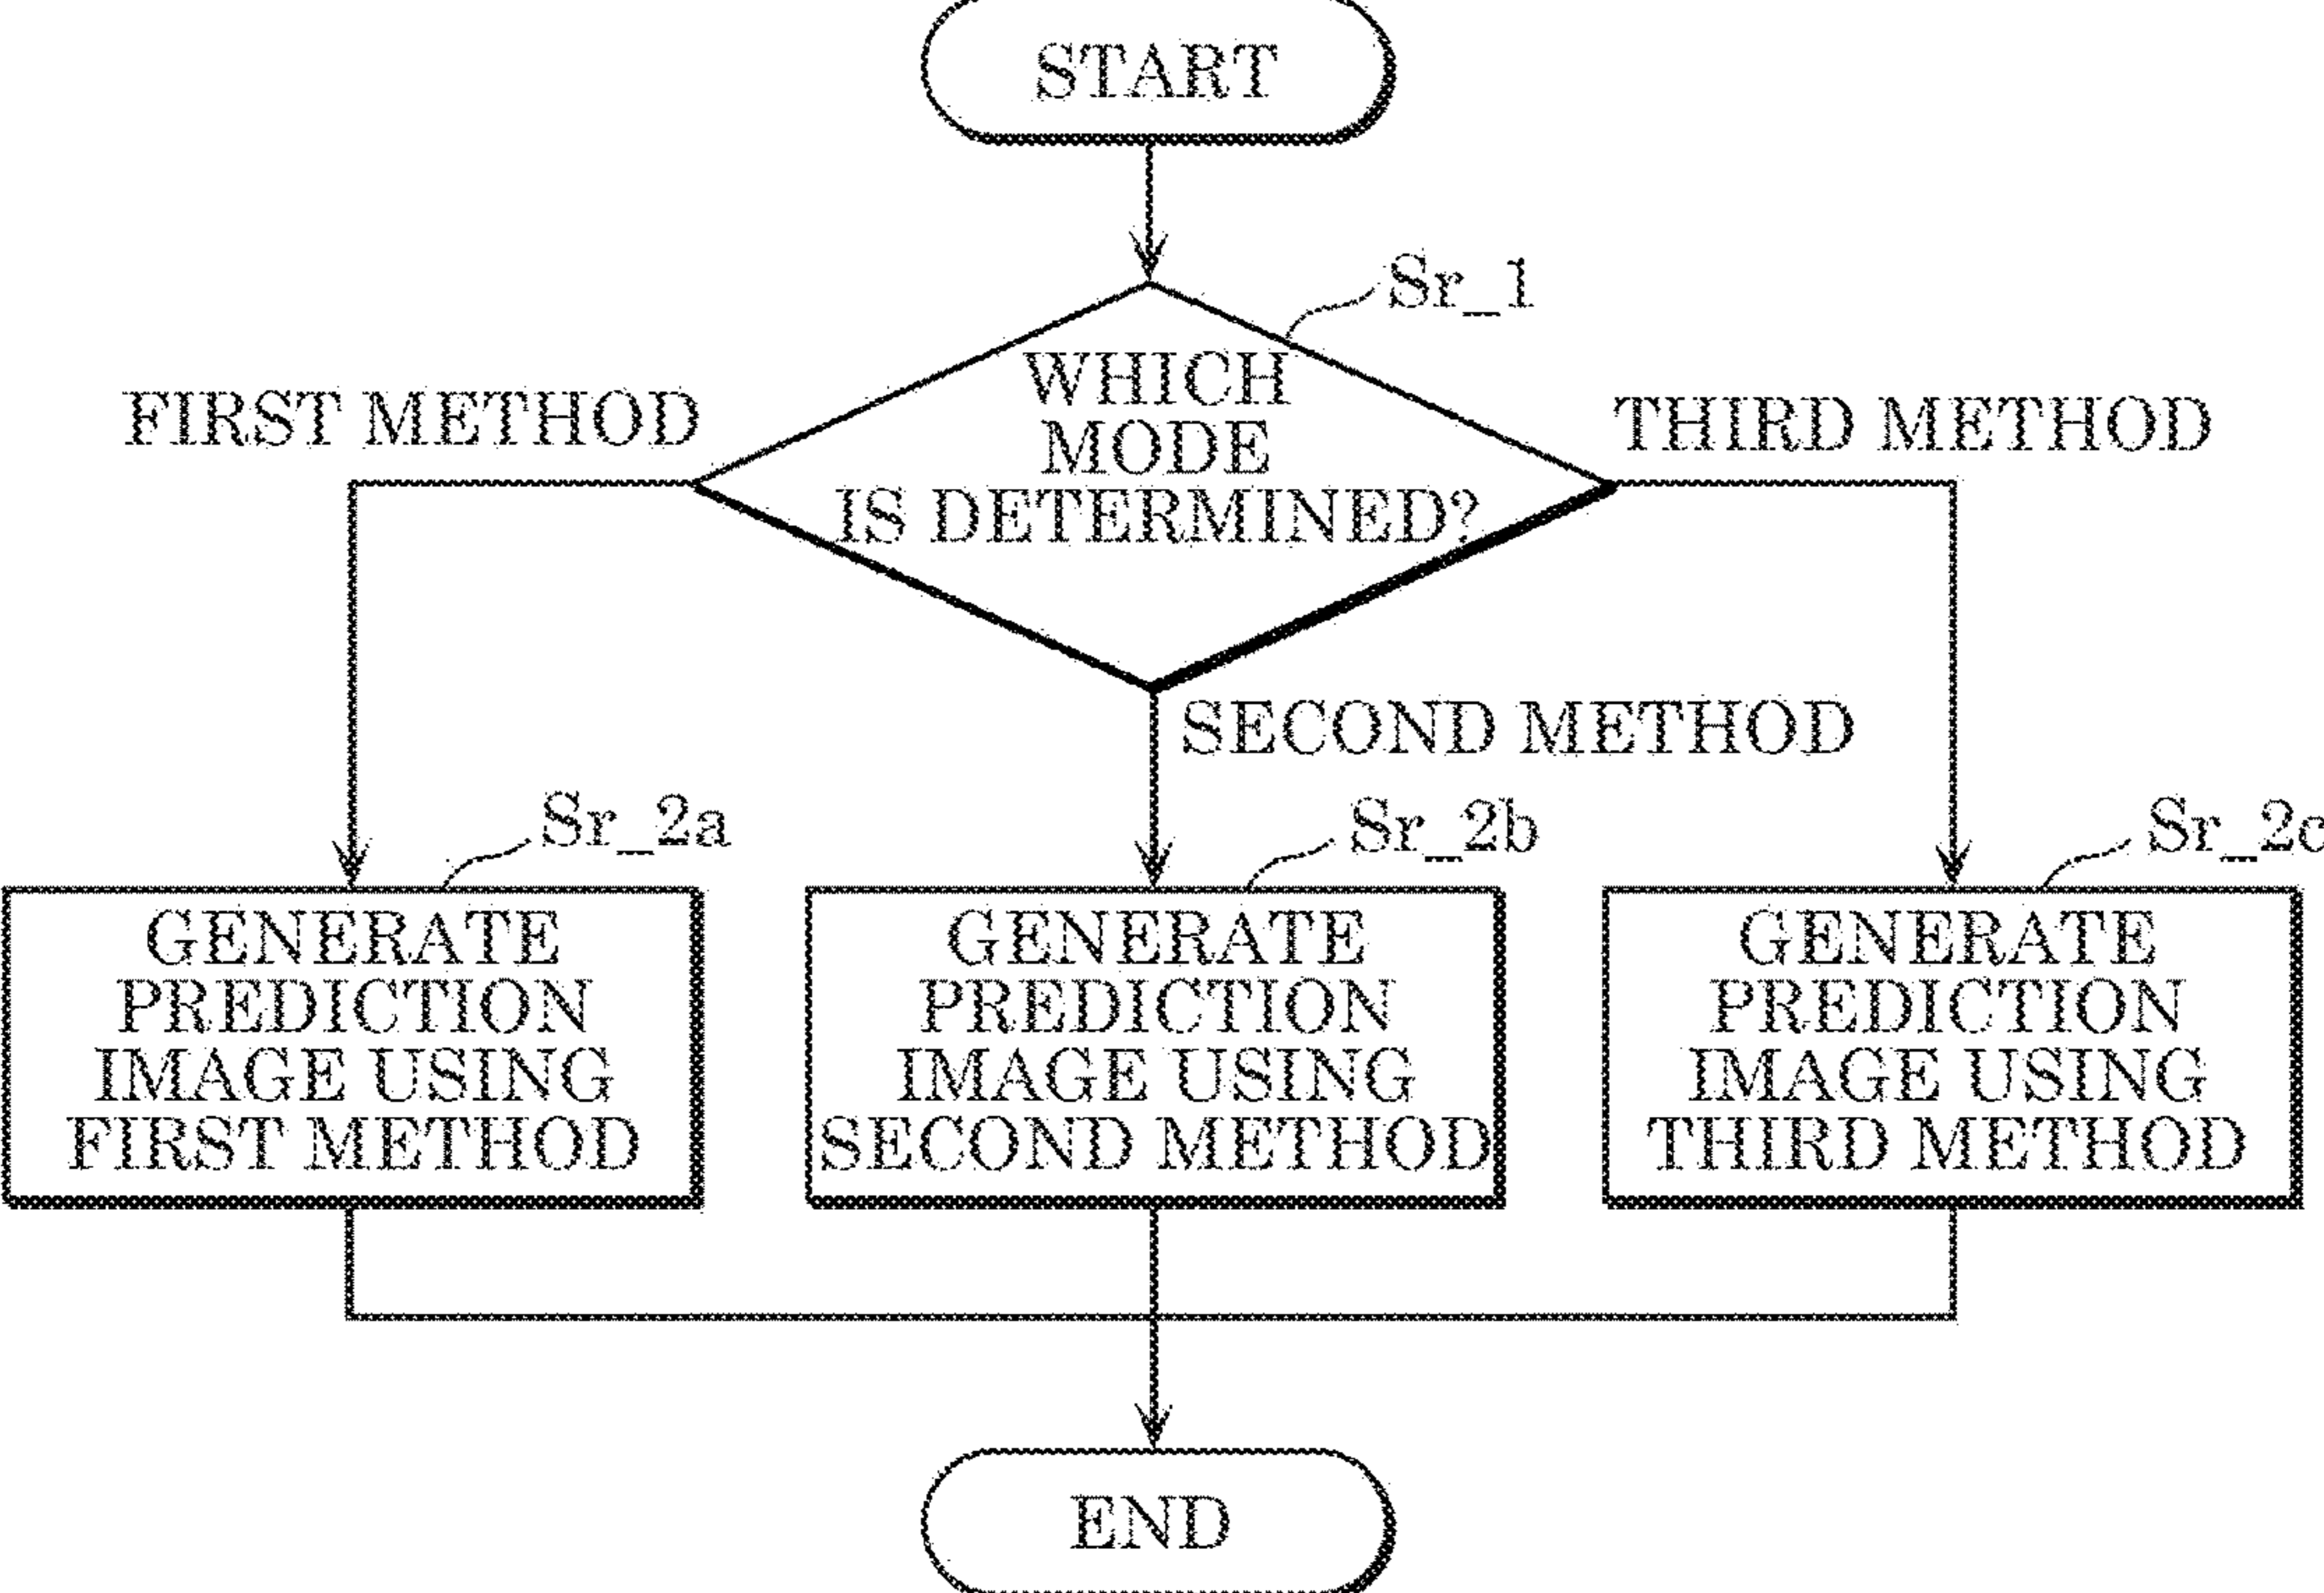 START
Sr_1
WHICH
MODE
IS DETERMINED?
FIRST METHOD
THIRD METHOD
SECOND METHOD
Sr_2a
GENERATE
PREDICTION
IMAGE USING
FIRST METHOD
Sr_2b
GENERATE
PREDICTION
IMAGE USING
SECOND METHOD
Sr_2c
GENERATE
PREDICTION
IMAGE USING
THIRD METHOD
END